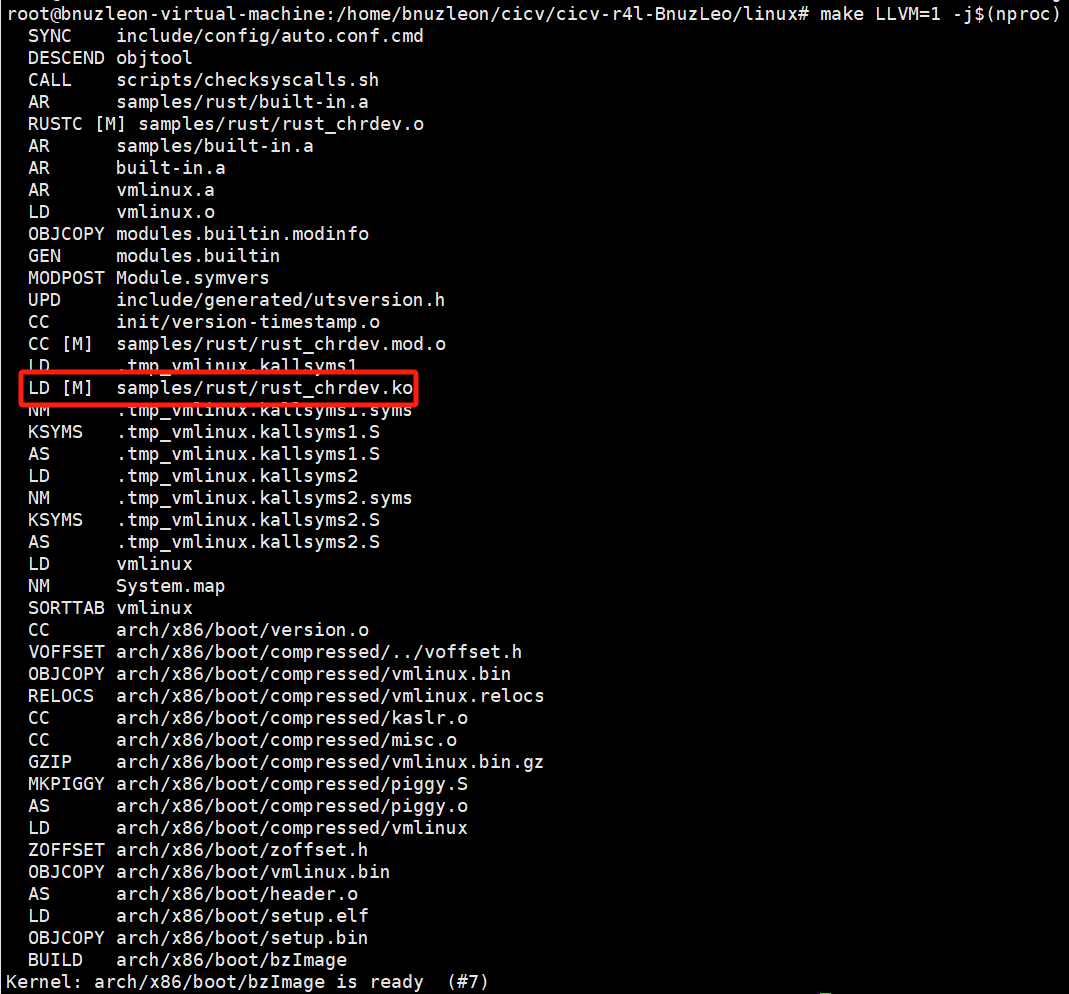 root@bnuzleon-virtual-machine:/home/bnuzleon/cicv/cicv-r4l-BnuzLeo/linux# make LLVM=1 -j$(nproc)
  SYNC    include/config/auto.conf.cmd
  DESCEND objtool
  CALL    scripts/checksyscalls.sh
  AR      samples/rust/built-in.a
  RUSTC [M] samples/rust/rust_chrdev.o
  AR      samples/built-in.a
  AR      built-in.a
  AR      vmlinux.a
  LD      vmlinux.o
  OBJCOPY modules.builtin.modinfo
  GEN     modules.builtin
  MODPOST Module.symvers
  UPD     include/generated/utsversion.h
  CC      init/version-timestamp.o
  CC [M]  samples/rust/rust_chrdev.mod.o
  LD      .tmp_vmlinux.kallsyms1
  LD [M]  samples/rust/rust_chrdev.ko
  NM      .tmp_vmlinux.kallsyms1.syms
  KSYMS   .tmp_vmlinux.kallsyms1.S
  AS      .tmp_vmlinux.kallsyms1.S
  LD      .tmp_vmlinux.kallsyms2
  NM      .tmp_vmlinux.kallsyms2.syms
  KSYMS   .tmp_vmlinux.kallsyms2.S
  AS      .tmp_vmlinux.kallsyms2.S
  LD      vmlinux
  NM      System.map
  SORTTAB vmlinux
  CC      arch/x86/boot/version.o
  VOFFSET arch/x86/boot/compressed/../voffset.h
  OBJCOPY arch/x86/boot/compressed/vmlinux.bin
  RELOCS  arch/x86/boot/compressed/vmlinux.relocs
  CC      arch/x86/boot/compressed/kaslr.o
  CC      arch/x86/boot/compressed/misc.o
  GZIP    arch/x86/boot/compressed/vmlinux.bin.gz
  MKPIGGY arch/x86/boot/compressed/piggy.S
  AS      arch/x86/boot/compressed/piggy.o
  LD      arch/x86/boot/compressed/vmlinux
  ZOFFSET arch/x86/boot/zoffset.h
  OBJCOPY arch/x86/boot/vmlinux.bin
  AS      arch/x86/boot/header.o
  LD      arch/x86/boot/setup.elf
  OBJCOPY arch/x86/boot/setup.bin
  BUILD   arch/x86/boot/bzImage
Kernel: arch/x86/boot/bzImage is ready  (#7)